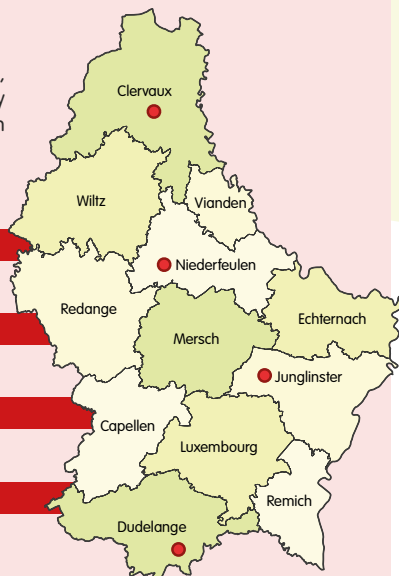 Clervaux
Wiltz
Vianden
Niederfeulen
Redange
Echternach
Mersch
Junglinster
Capellen
Luxembourg
Remich
Dudelange